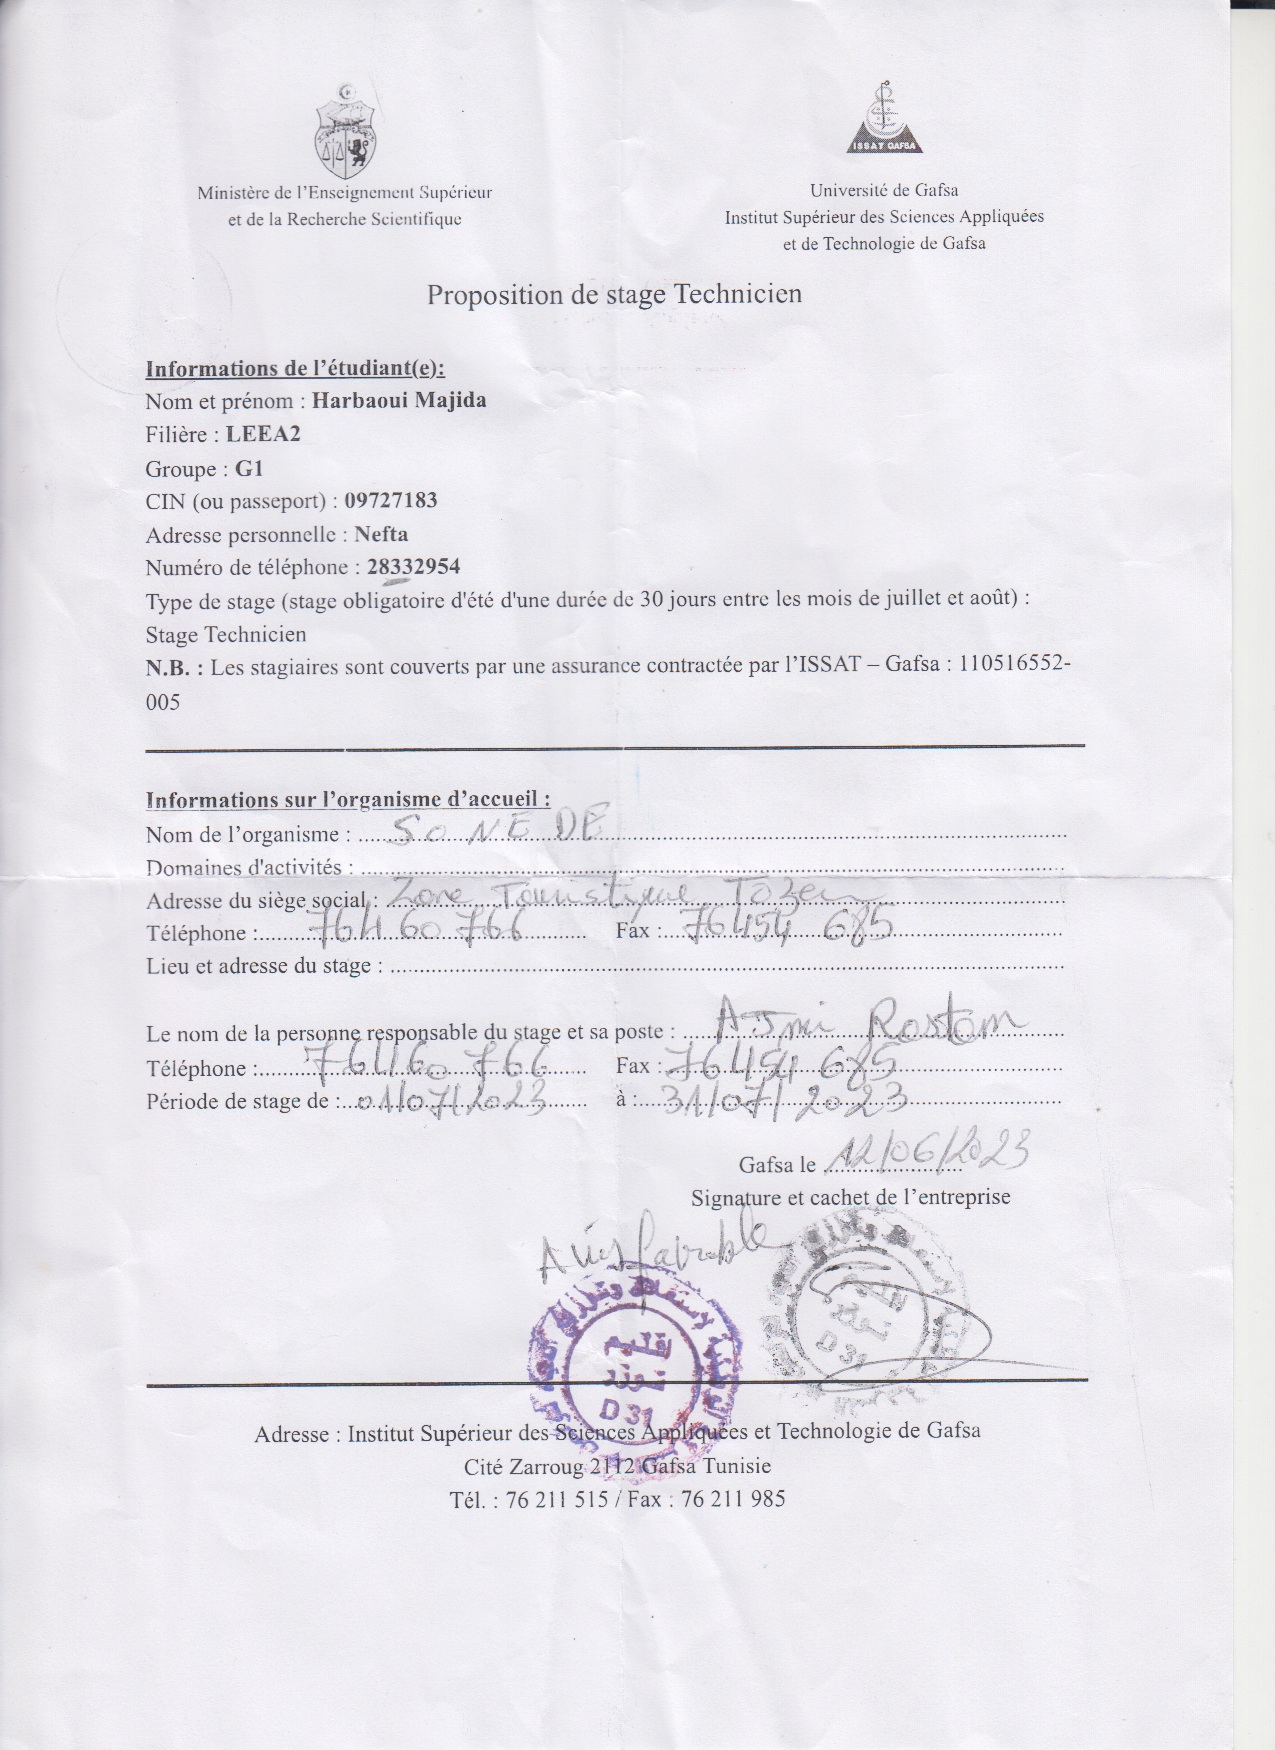 ISSAT GAFSA
Ministère de l'Enseignement Supérieur
et de la Recherche Scientifique
Université de Gafsa
Institut Supérieur des Sciences Appliquées
et de Technologie de Gafsa
Proposition de stage Technicien
Informations de l'étudiant(e):
Nom et prénom : Harbaoui Majida
Filière : LEEA2
Groupe : G1
CIN (ou passeport) : 09727183
Adresse personnelle : Nefta
Numéro de téléphone : 28332954
Type de stage (stage obligatoire d'été d'une durée de 30 jours entre les mois de juillet et août) :
Stage Technicien
N.B. : Les stagiaires sont couverts par une assurance contractée par l'ISSAT – Gafsa : 110516552-
005
Informations sur l'organisme d'accueil :
Nom de l'organisme : SONEDE
Domaines d'activités :
Adresse du siège social : Zone Touristique Tozeur
Téléphone : 76460766 Fax : 76454 685
Lieu et adresse du stage :
Le nom de la personne responsable du stage et sa poste : Ajmi Rostom
Téléphone : 76460766 Fax : 76454 685
Période de stage de : 01/07/2023 à : 31/07/2023
Gafsa le 12/06/2023
Signature et cachet de l'entreprise
Avis favorable
إقليم
توزر
D 31
إقليم
توزر
D 31
Adresse : Institut Supérieur des Sciences Appliquées et Technologie de Gafsa
Cité Zarroug 2112 Gafsa Tunisie
Tél. : 76 211 515 / Fax : 76 211 985